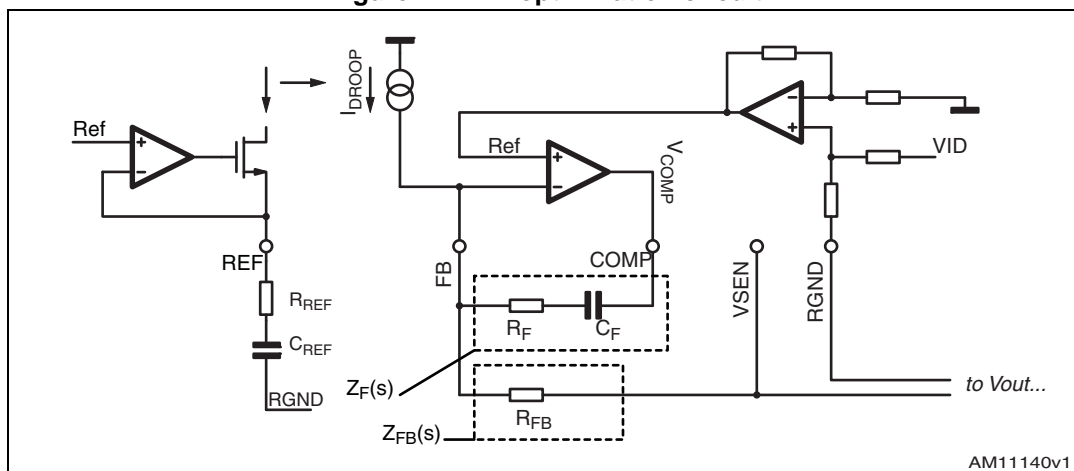 Ref
REF
R_REF
C_REF
RGND
I_DROOP
Ref
V_COMP
VID
FB
COMP
VSEN
RGND
R_F
C_F
Z_F(s)
R_FB
Z_FB(s)
to Vout...
AM11140v1